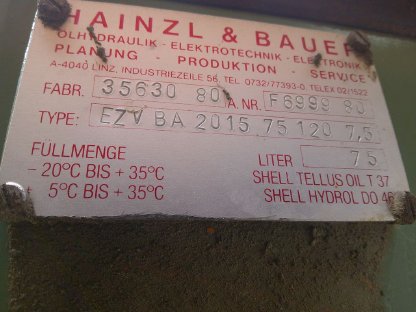 HAINZL & BAUER
ÖLHYDRAULIK - ELEKTROTECHNIK - ELEKTRONIK
PLANUNG - PRODUKTION - SERVICE
A-4040 LINZ, INDUSTRIEZEILE 56, TEL. 0732/77393-0, TELEX 02/1522
FABR. 35630 80 A. NR. F6999 80
TYPE: EZV BA 2015 75 120 7,5
FÜLLMENGE LITER 75
- 20°C BIS + 35°C SHELL TELLUS OIL T 37
+ 5°C BIS + 35°C SHELL HYDROL DO 46